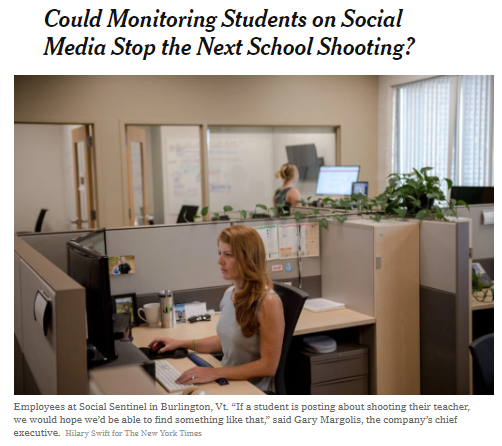 Could Monitoring Students on Social
Media Stop the Next School Shooting?
Employees at Social Sentinel in Burlington, Vt. “If a student is posting about shooting their teacher,
we would hope we’d be able to find something like that,” said Gary Margolis, the company’s chief
executive. Hilary Swift for The New York Times